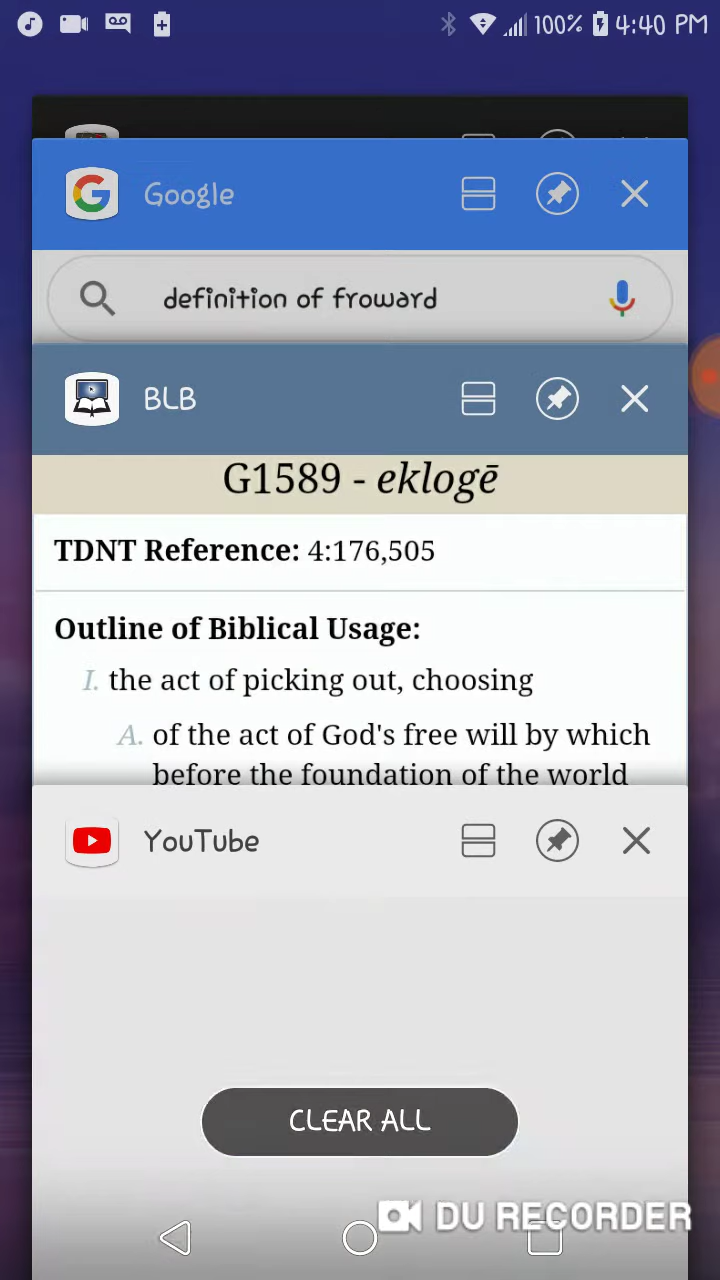 100% 4:40 PM
Google
definition of froward
BLB
G1589 - eklogē
TDNT Reference: 4:176,505
Outline of Biblical Usage:
I. the act of picking out, choosing
A. of the act of God's free will by which
before the foundation of the world
YouTube
CLEAR ALL
DU RECORDER